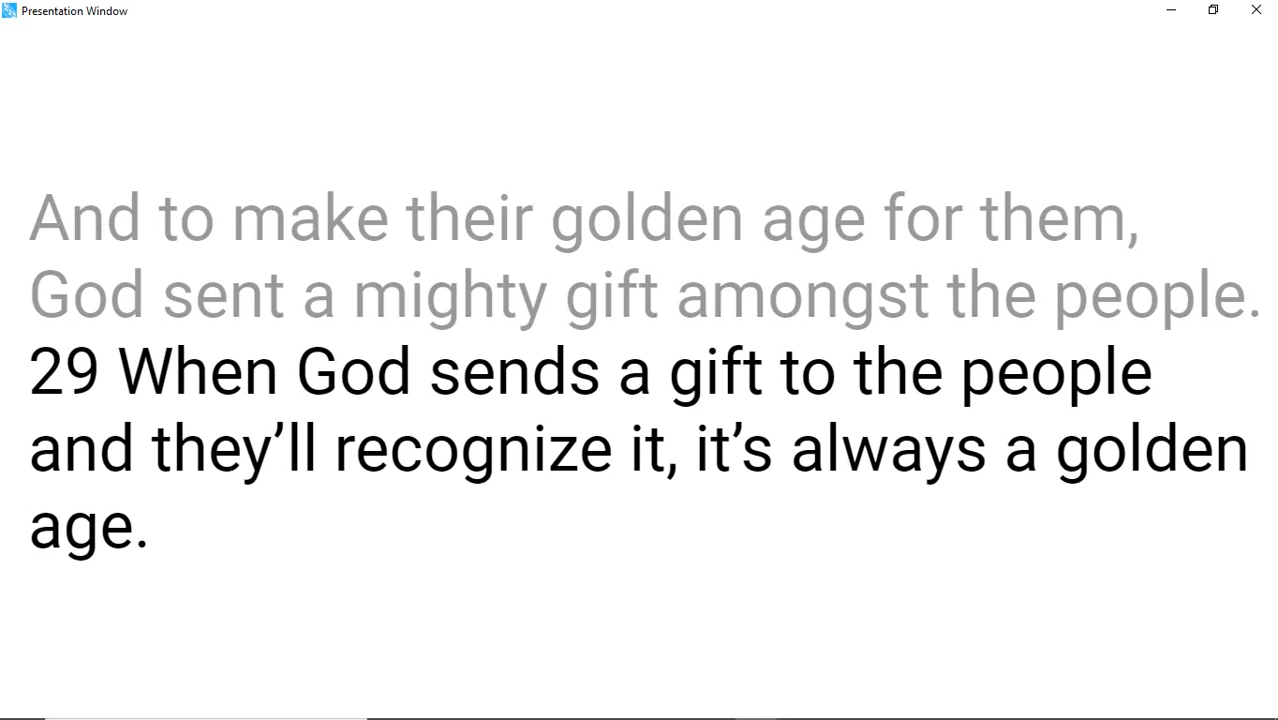 Presentation Window
And to make their golden age for them,
God sent a mighty gift amongst the people.
29 When God sends a gift to the people
and they’ll recognize it, it’s always a golden
age.